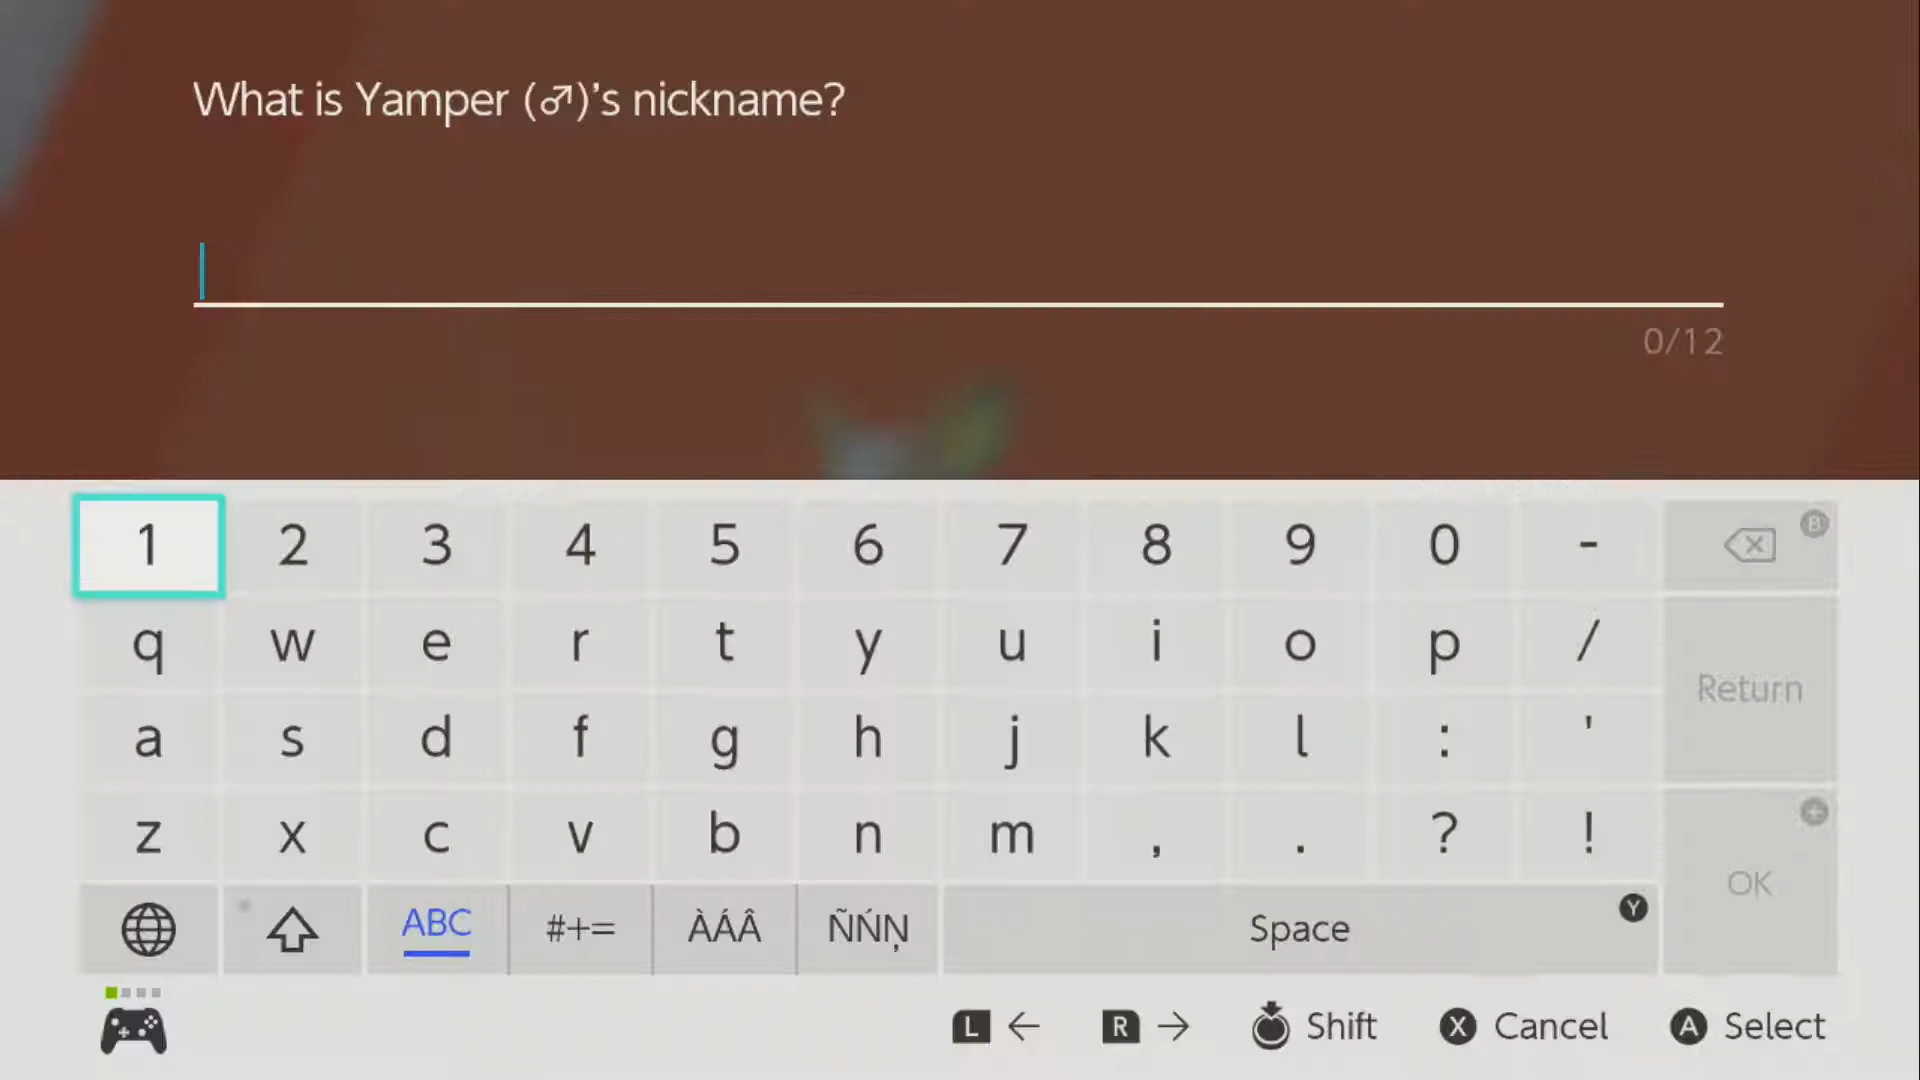 What is Yamper (♂)'s nickname?
0/12
1 2 3 4 5 6 7 8 9 0 - B
q w e r t y u i o p /
Return
a s d f g h j k l : '
z x c v b n m , . ? ! +
OK
ABC #+= ÀÁÂ ÑŃŅ Space Y
L ← R → Shift X Cancel A Select